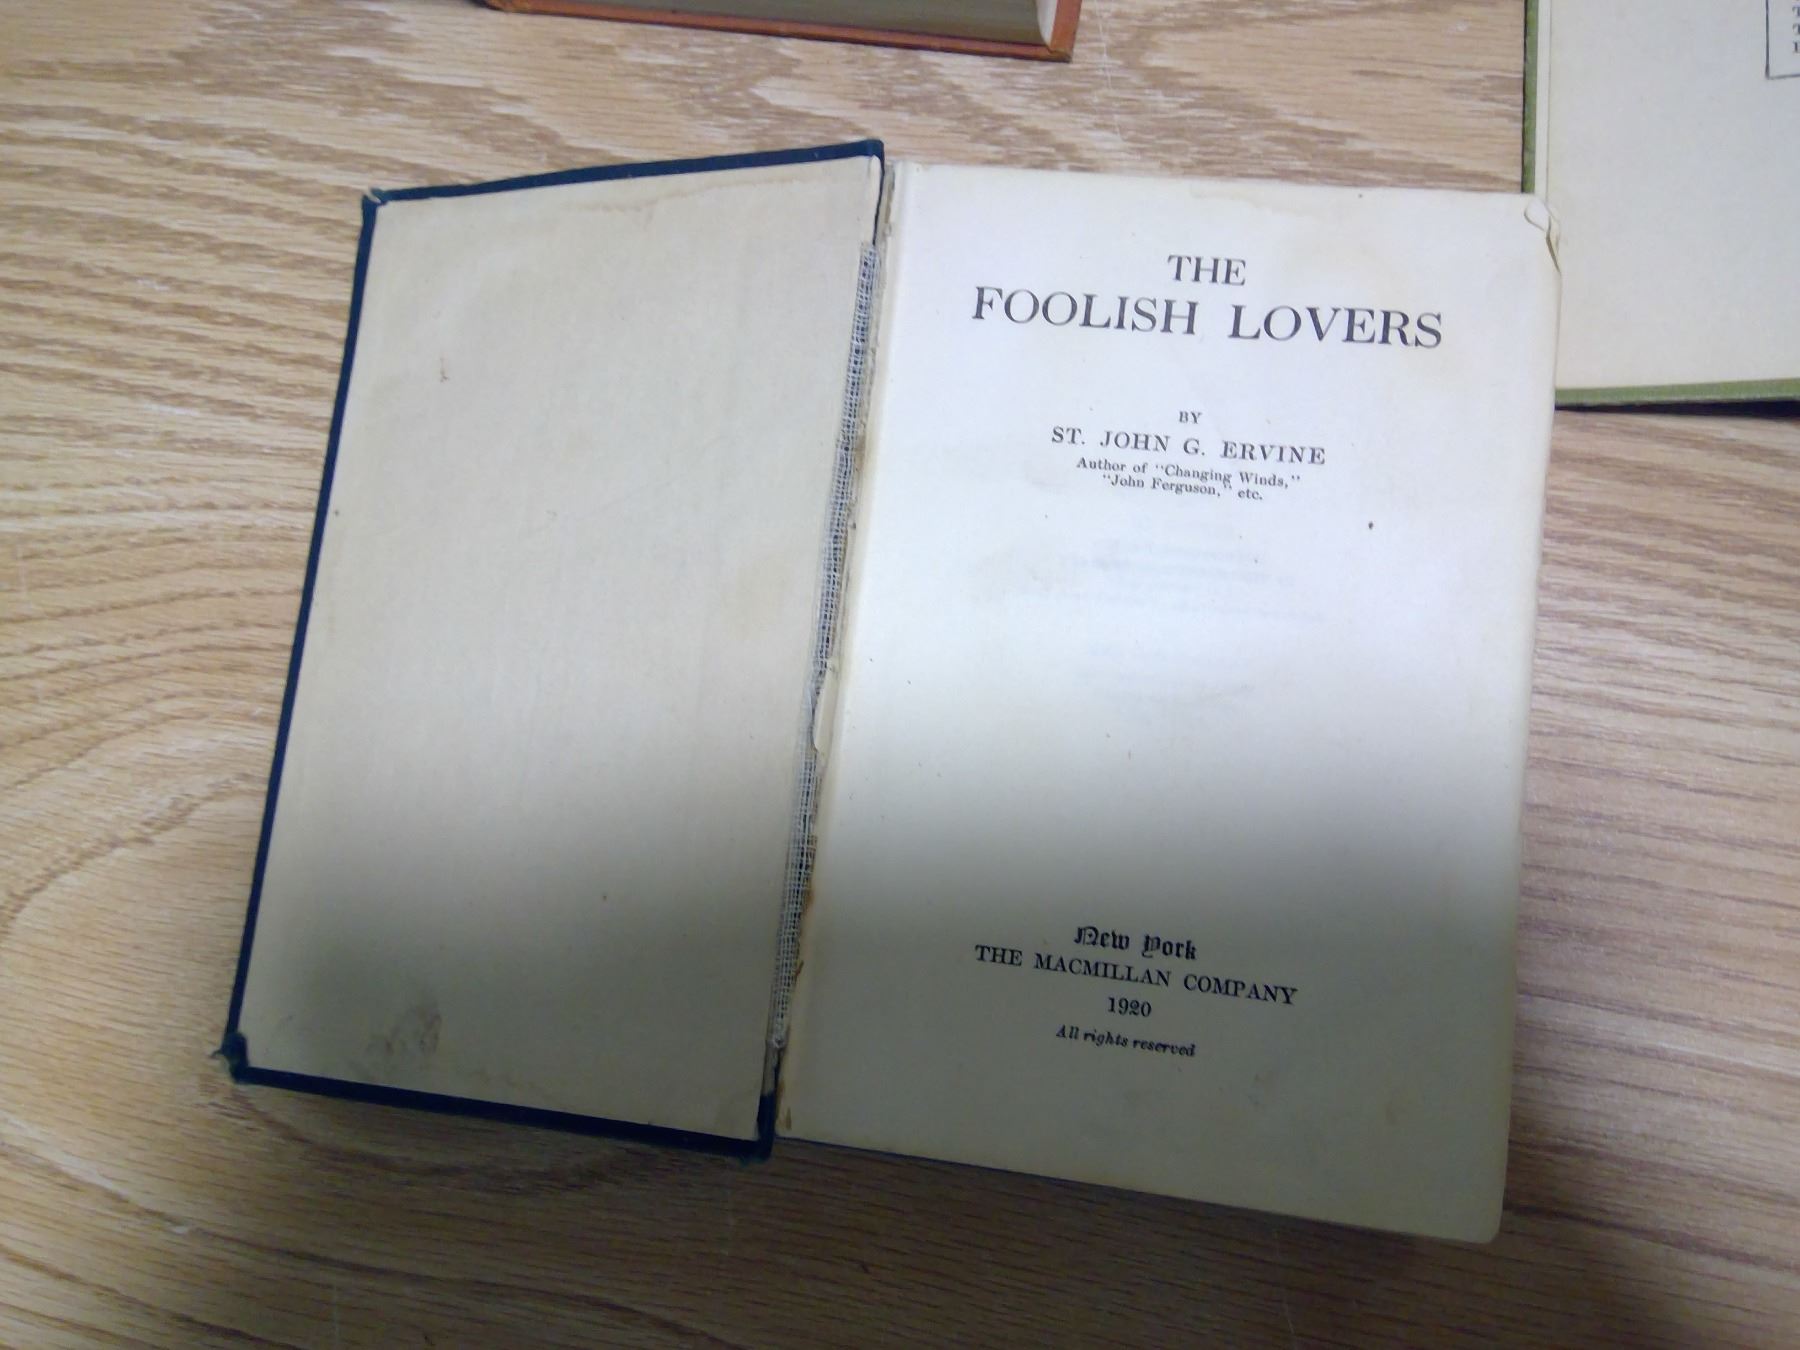 THE
FOOLISH LOVERS
BY
ST. JOHN G. ERVINE
Author of "Changing Winds,"
"John Ferguson," etc.
New York
THE MACMILLAN COMPANY
1920
All rights reserved